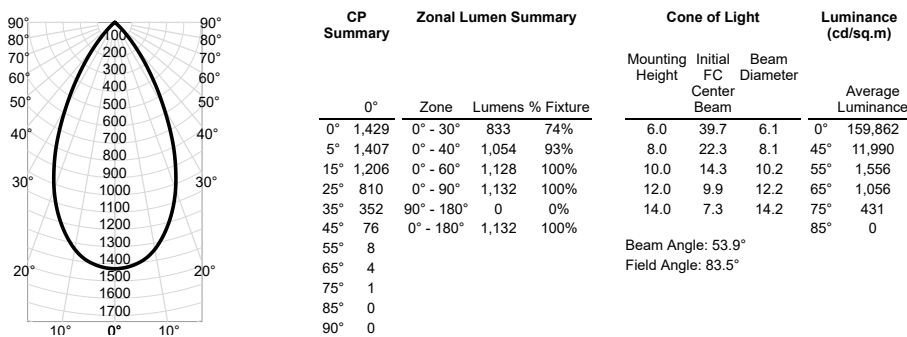 90° 90°
80° 80°
70° 70°
60° 60°
50° 50°
40° 40°
30° 30°
20° 20°
10° 0° 10°
100
200
300
400
500
600
700
800
900
1000
1100
1200
1300
1400
1500
1600
1700
CP
Summary
0°
0° 1,429
5° 1,407
15° 1,206
25° 810
35° 352
45° 76
55° 8
65° 4
75° 1
85° 0
90° 0
Zonal Lumen Summary
Zone Lumens % Fixture
0° - 30° 833 74%
0° - 40° 1,054 93%
0° - 60° 1,128 100%
0° - 90° 1,132 100%
90° - 180° 0 0%
0° - 180° 1,132 100%
Cone of Light
Mounting Initial Beam
Height FC Diameter
Center
Beam
6.0 39.7 6.1
8.0 22.3 8.1
10.0 14.3 10.2
12.0 9.9 12.2
14.0 7.3 14.2
Beam Angle: 53.9°
Field Angle: 83.5°
Luminance
(cd/sq.m)
Average
Luminance
0° 159,862
45° 11,990
55° 1,556
65° 1,056
75° 431
85° 0